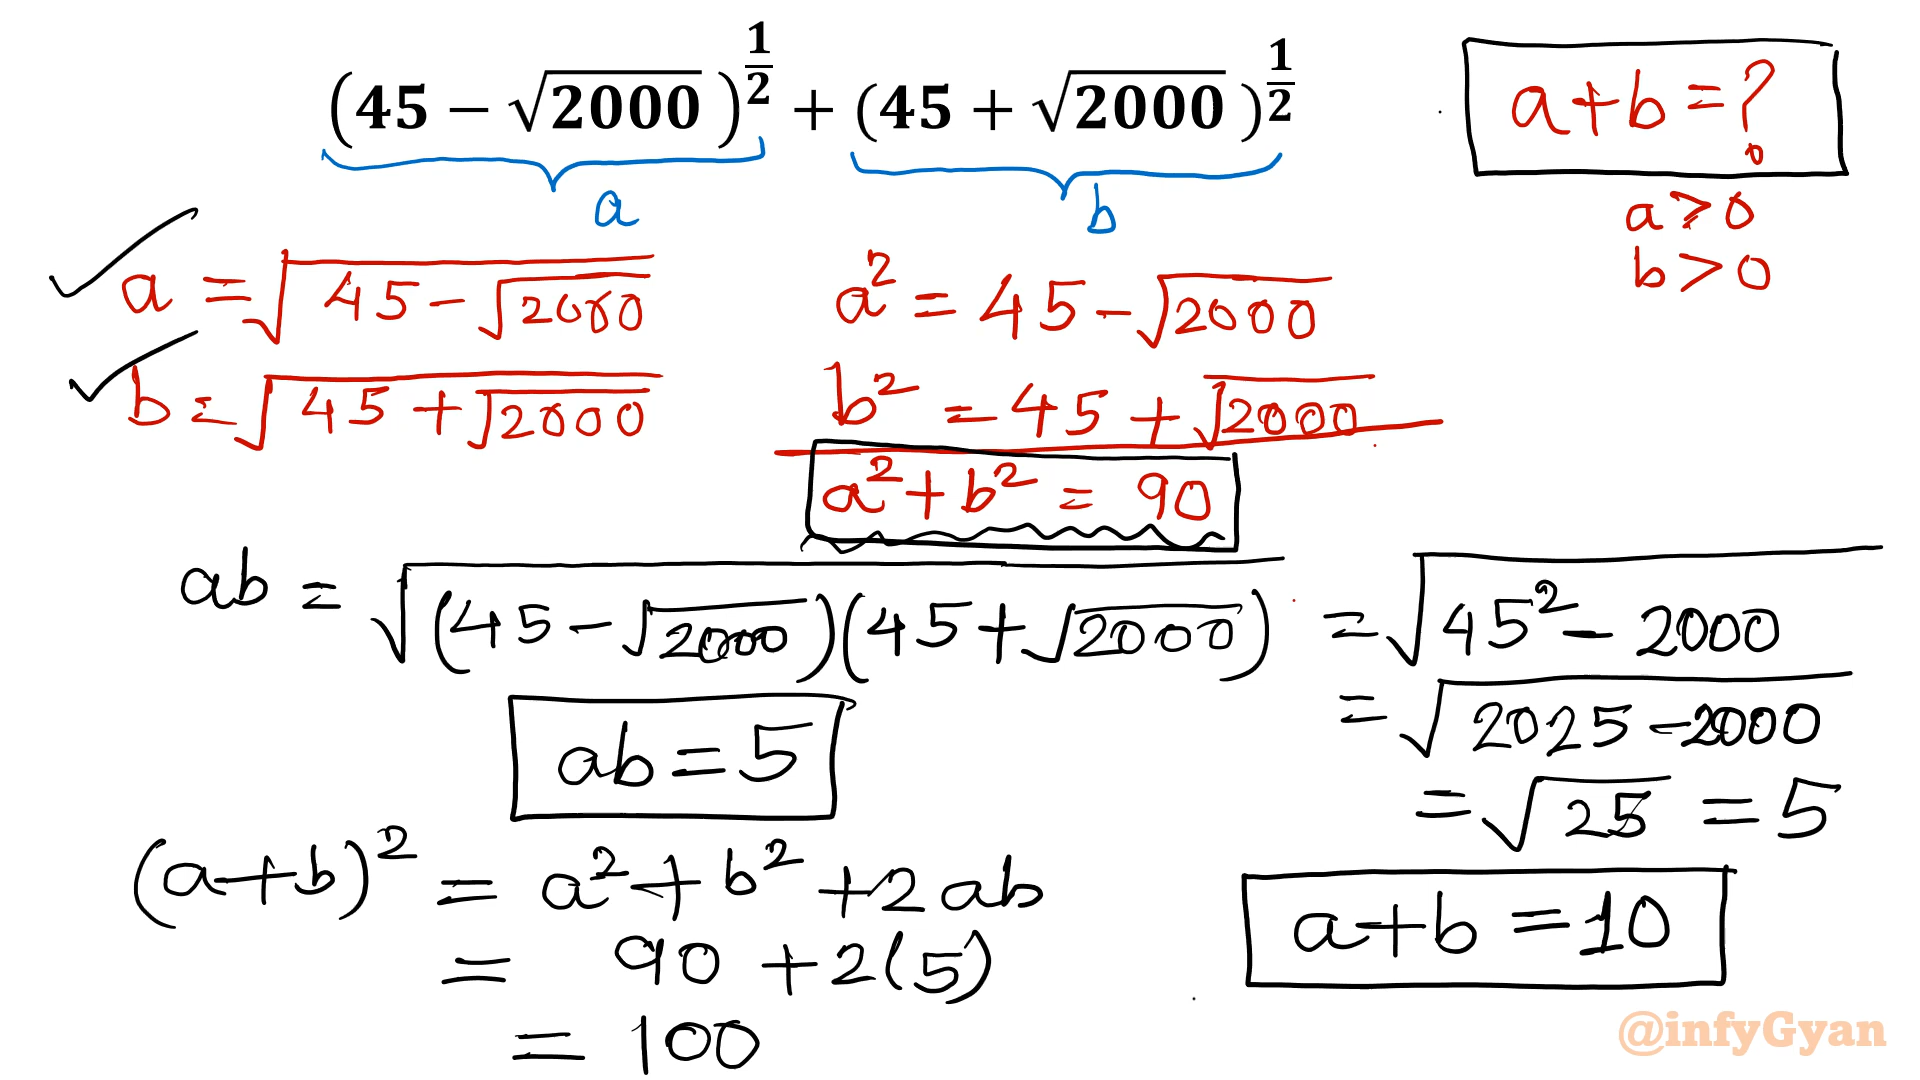 (45 − √2000)^(1/2) + (45 + √2000)^(1/2)
a b
a+b = ?
a > 0
b > 0
a = √(45 − √2000)
a² = 45 − √2000
b = √(45 + √2000)
b² = 45 + √2000
a² + b² = 90
ab = √((45 − √2000)(45 + √2000)) = √(45² − 2000)
= √(2025 − 2000)
ab = 5
= √25 = 5
(a+b)² = a² + b² + 2ab
= 90 + 2(5)
a+b = 10
= 100
@infyGyan